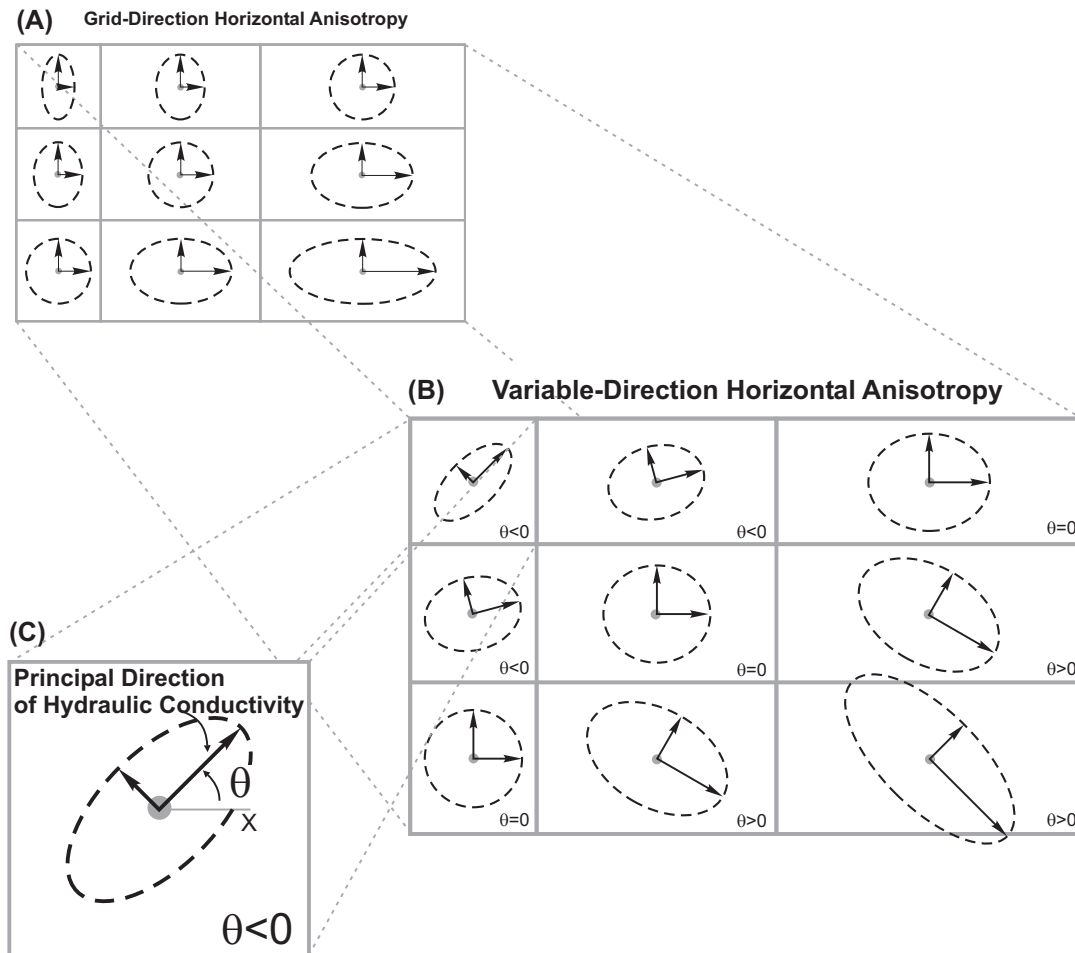 (A) Grid-Direction Horizontal Anisotropy
(B) Variable-Direction Horizontal Anisotropy
θ<0
θ<0
θ=0
θ<0
θ=0
θ>0
θ=0
θ>0
θ>0
(C)
Principal Direction
of Hydraulic Conductivity
θ
X
θ<0